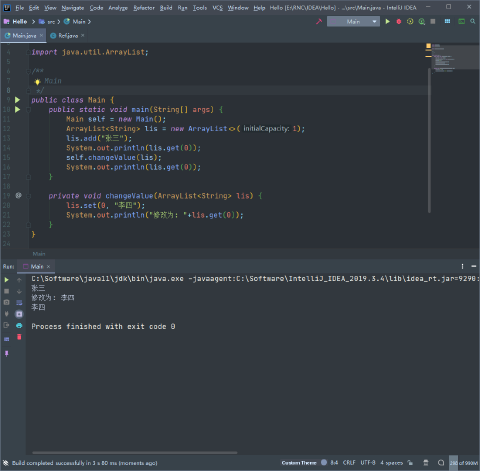 File Edit View Navigate Code Analyze Refactor Build Run Tools VCS Window Help Hello [E:\RNC\IDEA\Hello] - ...\src\Main.java - IntelliJ IDEA
Hello src Main Main
Main.java Ref.java
import java.util.ArrayList;
/**
Main
*/
public class Main {
public static void main(String[] args) {
Main self = new Main();
ArrayList<String> lis = new ArrayList<>( initialCapacity: 1);
lis.add("张三");
System.out.println(lis.get(0));
self.changeValue(lis);
System.out.println(lis.get(0));
}
private void changeValue(ArrayList<String> lis) {
lis.set(0, "李四");
System.out.println("修改为: "+lis.get(0));
}
}
Main
Run: Main
C:\Software\java11\jdk\bin\java.exe -javaagent:C:\Software\IntelliJ_IDEA_2019.3.4\lib\idea_rt.jar=9290:
张三
修改为: 李四
李四
Process finished with exit code 0
Build completed successfully in 3 s 80 ms (moments ago) Custom Theme 8:4 CRLF UTF-8 4 spaces of 990M